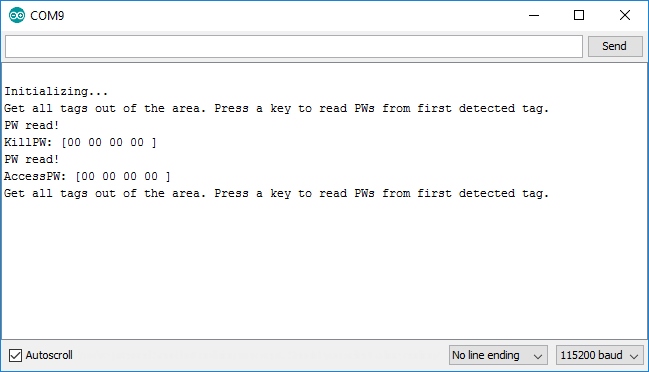 COM9
Send
Initializing...
Get all tags out of the area. Press a key to read PWs from first detected tag.
PW read!
KillPW: [00 00 00 00 ]
PW read!
AccessPW: [00 00 00 00 ]
Get all tags out of the area. Press a key to read PWs from first detected tag.
Autoscroll
No line ending
115200 baud